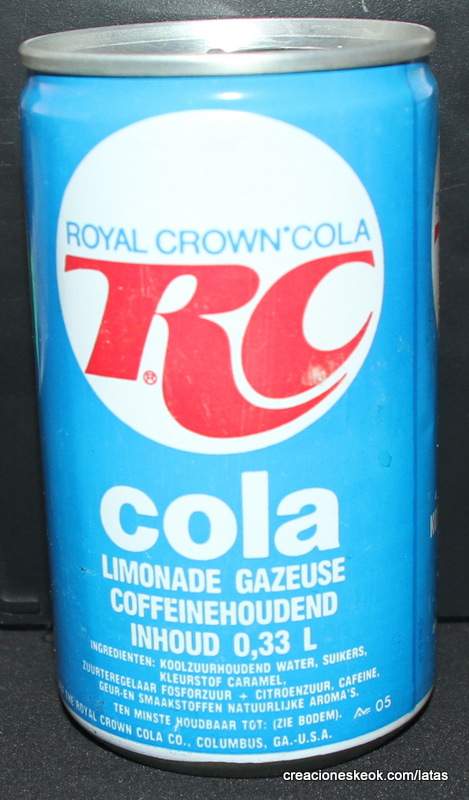 ROYAL CROWN*COLA
RC®
cola
LIMONADE GAZEUSE
COFFEINEHOUDEND
INHOUD 0,33 L
INGREDIENTEN: KOOLZUURHOUDEND WATER, SUIKERS,
KLEURSTOF CARAMEL.
ZUURTEREGELAAR FOSFORZUUR + CITROENZUUR, CAFEINE,
GEUR-EN SMAAKSTOFFEN NATUURLIJKE AROMA'S.
TEN MINSTE HOUDBAAR TOT: (ZIE BODEM). 05
THE ROYAL CROWN COLA CO., COLUMBUS, GA.-U.S.A.
creacioneskeok.com/latas